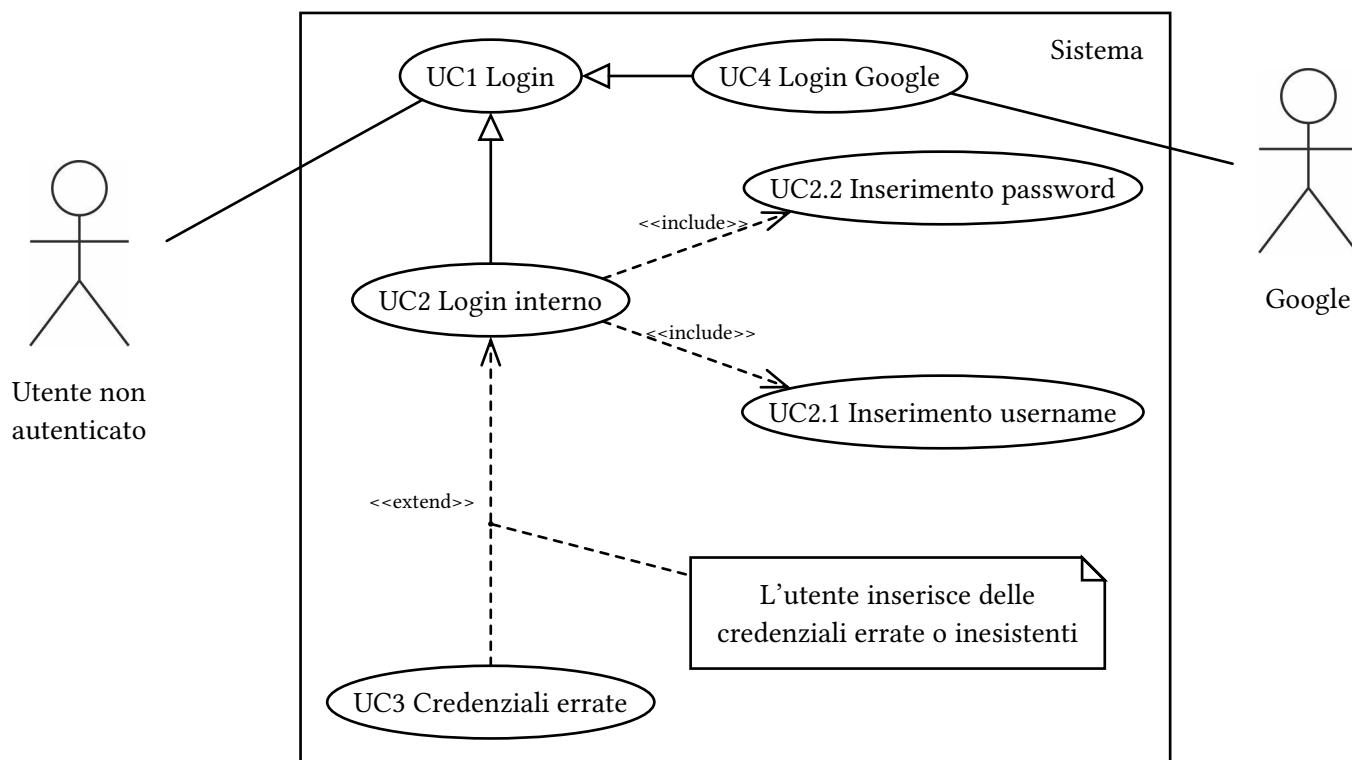 Sistema
UC1 Login
UC4 Login Google
UC2.2 Inserimento password
<<include>>
UC2 Login interno
Google
<<include>>
Utente non
autenticato
UC2.1 Inserimento username
<<extend>>
L'utente inserisce delle
credenziali errate o inesistenti
UC3 Credenziali errate